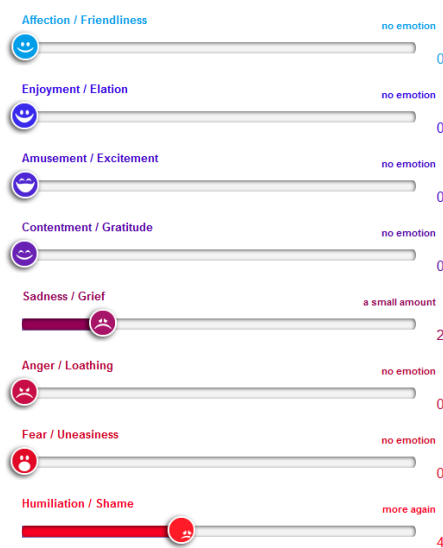 Affection / Friendliness
no emotion
0
Enjoyment / Elation
no emotion
0
Amusement / Excitement
no emotion
0
Contentment / Gratitude
no emotion
0
Sadness / Grief
a small amount
2
Anger / Loathing
no emotion
0
Fear / Uneasiness
no emotion
0
Humiliation / Shame
more again
4